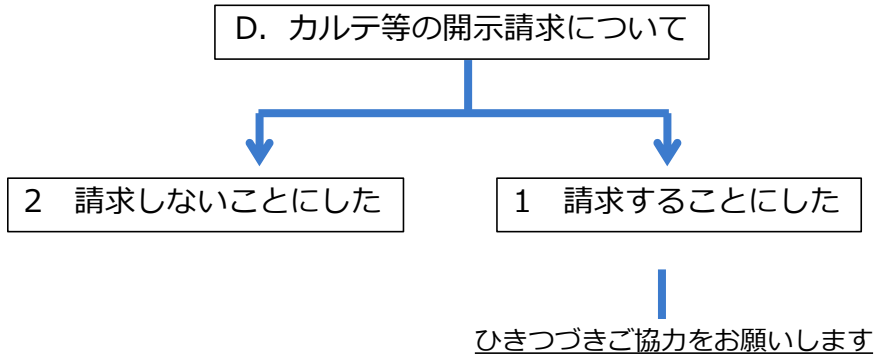 D. カルテ等の開示請求について
2　請求しないことにした
1　請求することにした
ひきつづきご協力をお願いします